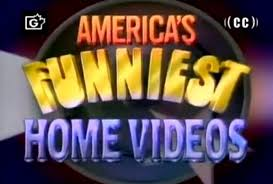 G
((CC))
AMERICA'S
FUNNIEST
HOME VIDEOS